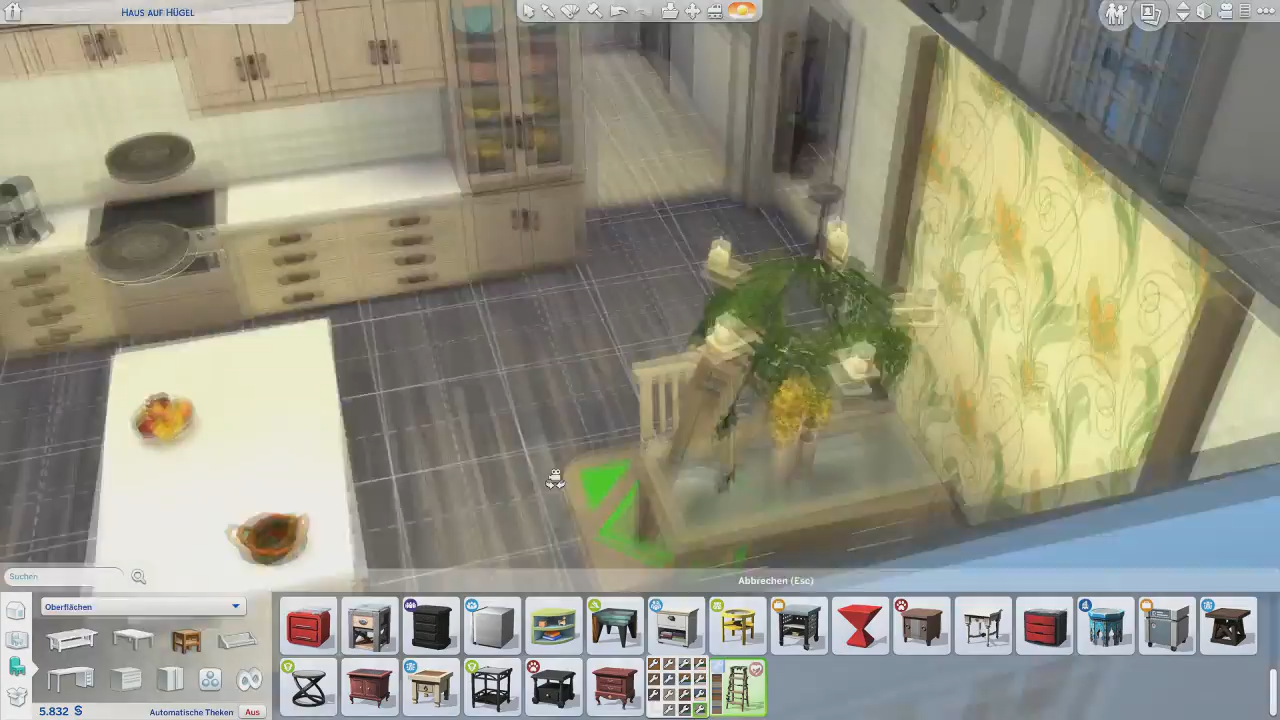 HAUS AUF HÜGEL
Abbrechen (Esc)
Suchen
Oberflächen
5.832 $
Automatische Theken
Aus